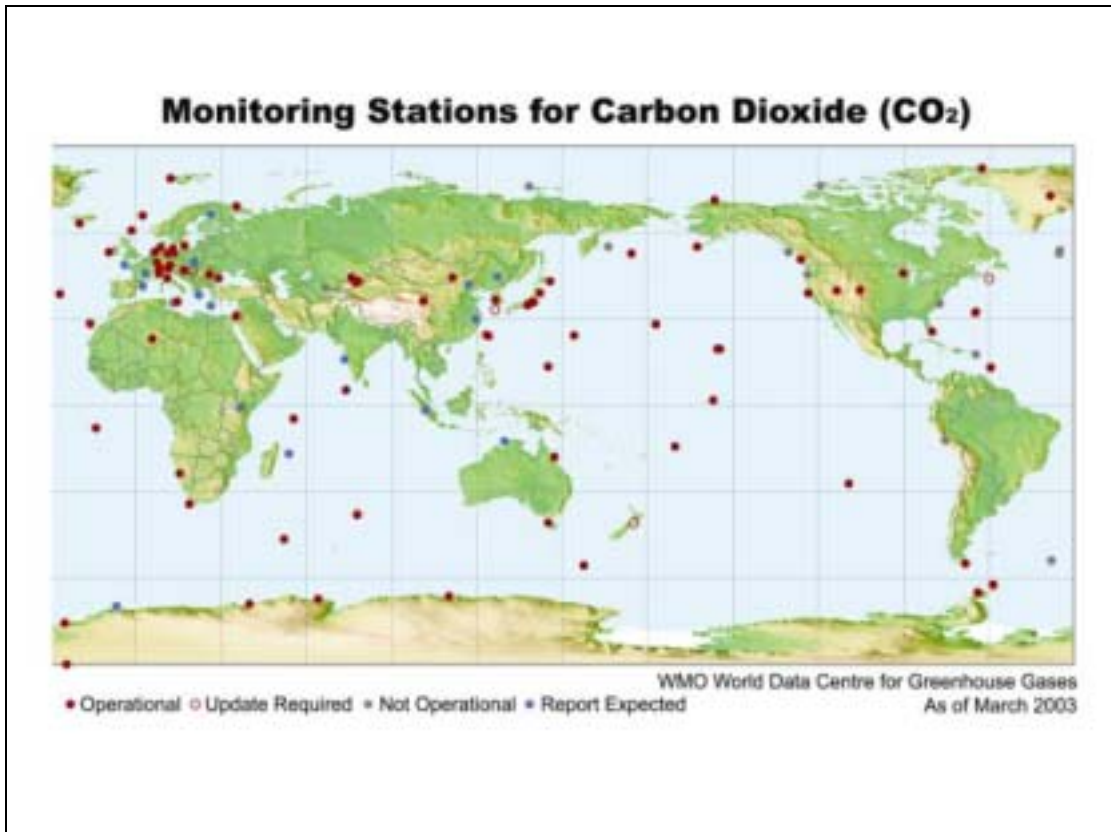 Monitoring Stations for Carbon Dioxide (CO₂)
WMO World Data Centre for Greenhouse Gases
Operational Update Required Not Operational Report Expected
As of March 2003